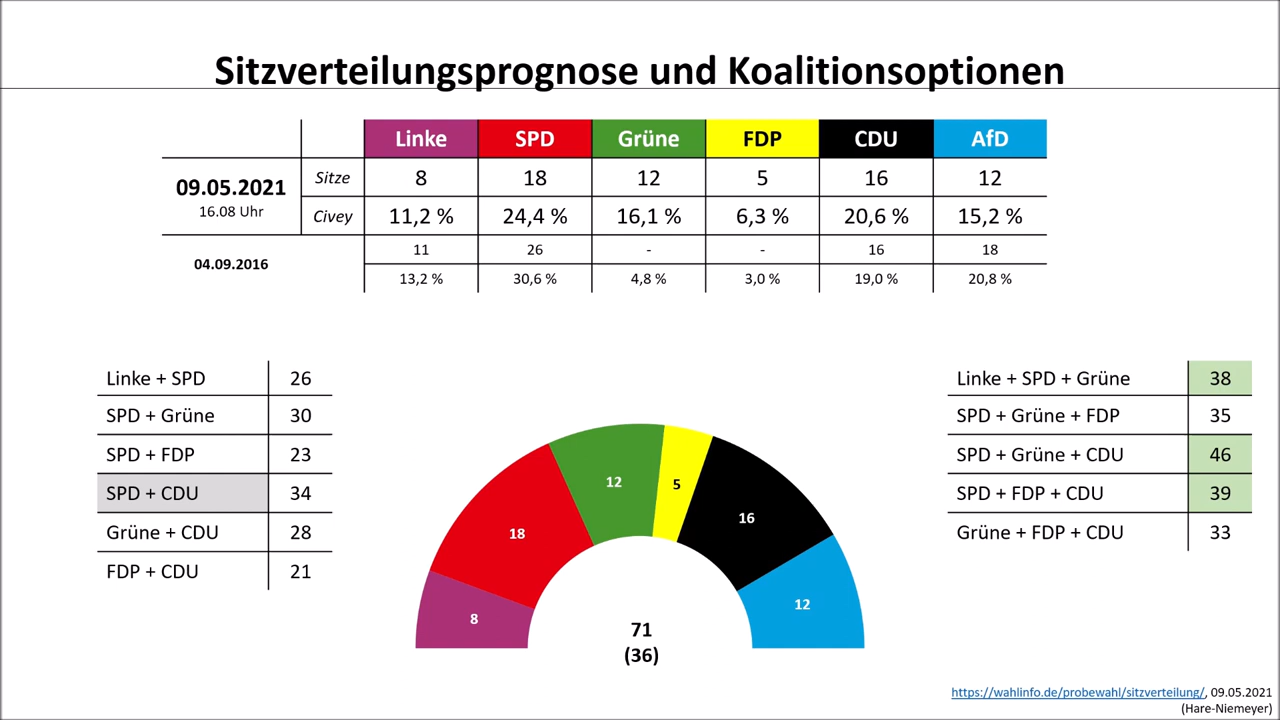 Sitzverteilungsprognose und Koalitionsoptionen
Linke SPD Grüne FDP CDU AfD
09.05.2021
16.08 Uhr
Sitze 8 18 12 5 16 12
Civey 11,2 % 24,4 % 16,1 % 6,3 % 20,6 % 15,2 %
04.09.2016
11 26 - - 16 18
13,2 % 30,6 % 4,8 % 3,0 % 19,0 % 20,8 %
Linke + SPD 26
SPD + Grüne 30
SPD + FDP 23
SPD + CDU 34
Grüne + CDU 28
FDP + CDU 21
8
18
12
5
16
12
71
(36)
Linke + SPD + Grüne 38
SPD + Grüne + FDP 35
SPD + Grüne + CDU 46
SPD + FDP + CDU 39
Grüne + FDP + CDU 33
https://wahlinfo.de/probewahl/sitzverteilung/, 09.05.2021
(Hare-Niemeyer)